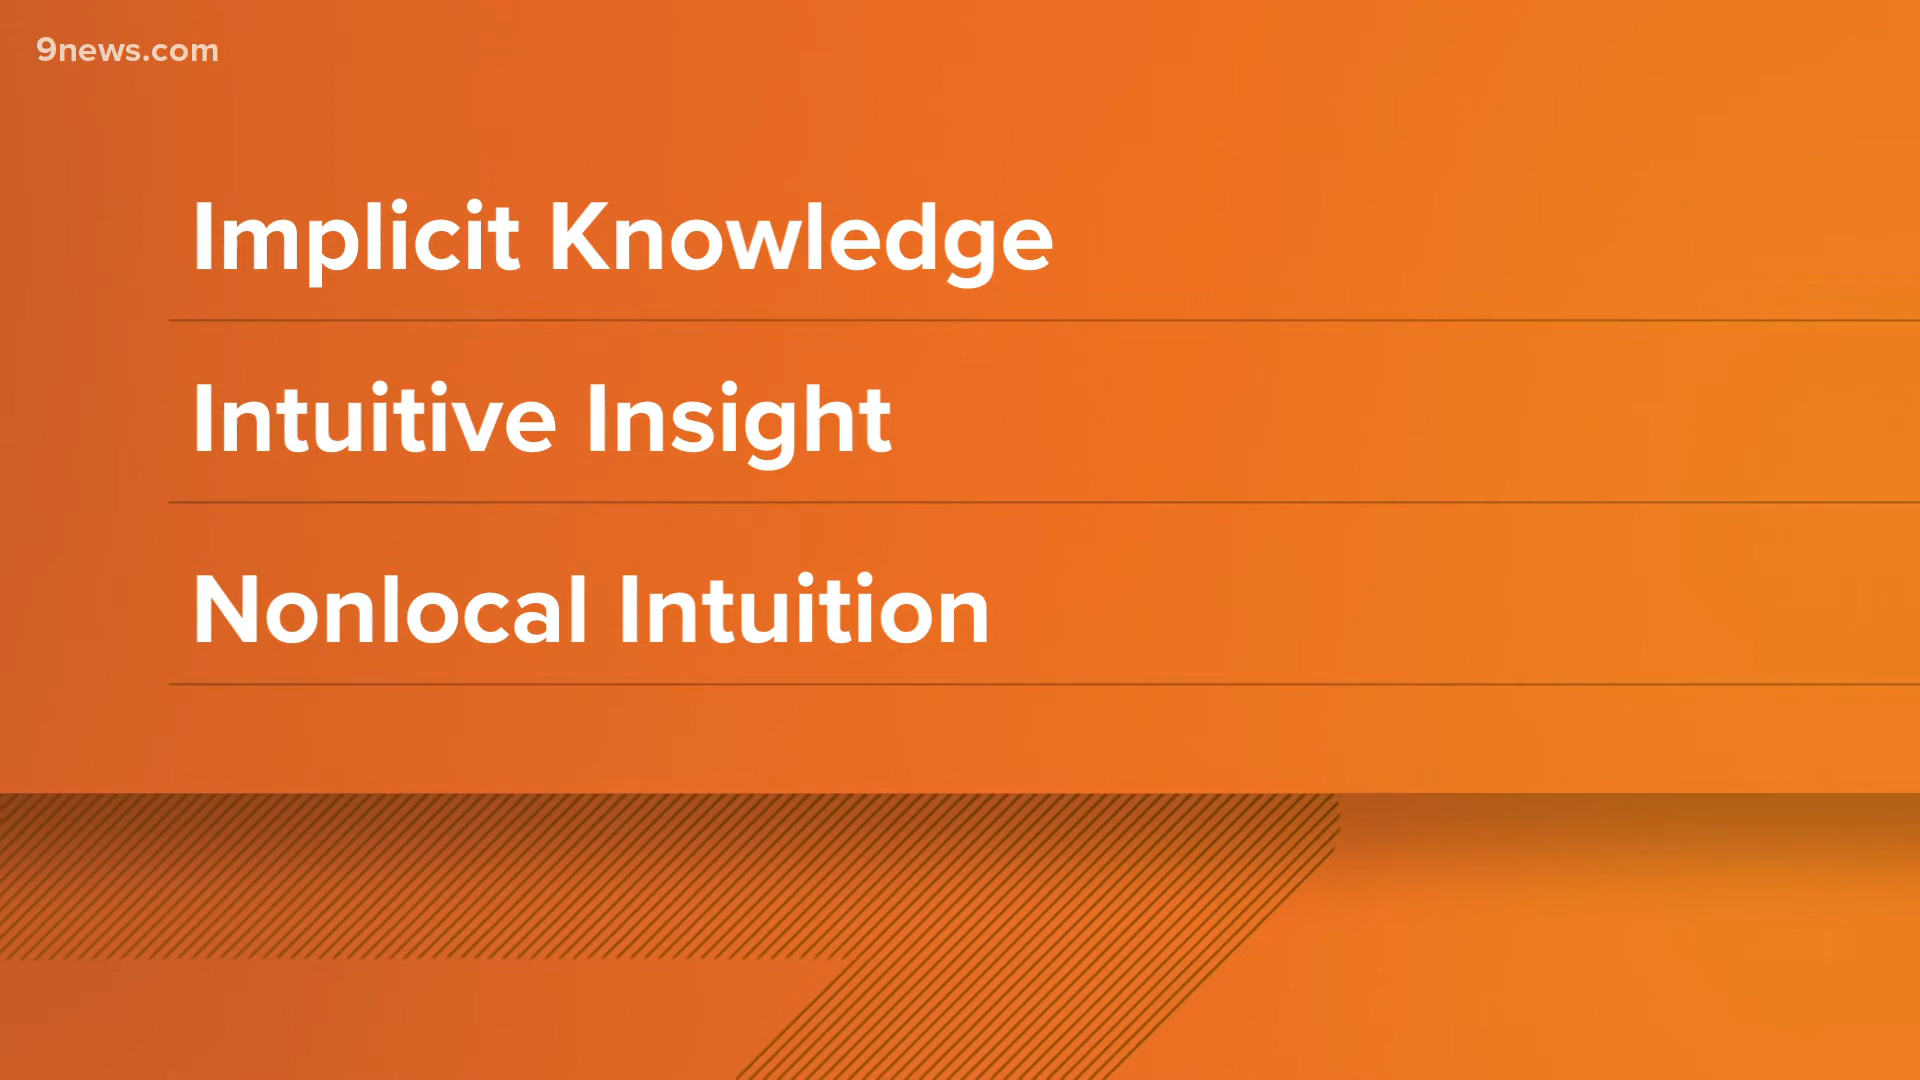 9news.com
Implicit Knowledge
Intuitive Insight
Nonlocal Intuition